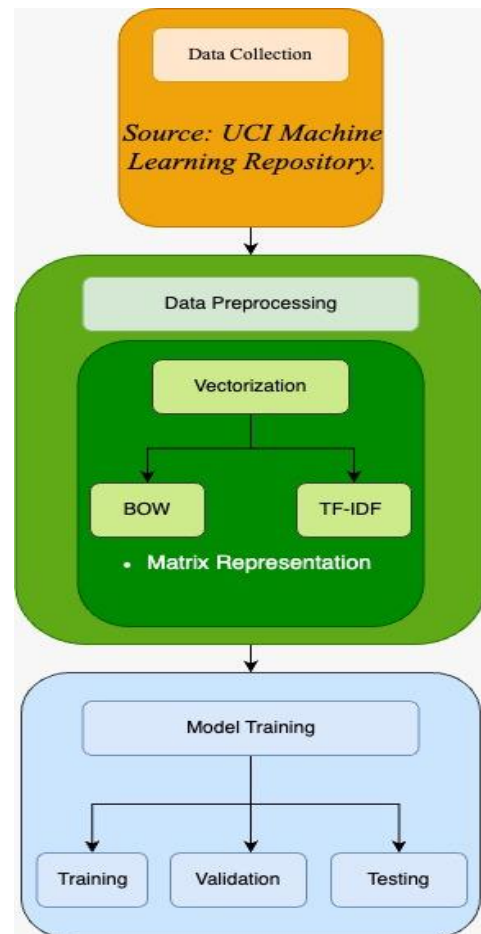 Data Collection
Source: UCI Machine
Learning Repository.
Data Preprocessing
Vectorization
BOW
TF-IDF
• Matrix Representation
Model Training
Training
Validation
Testing